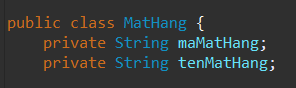 public class MatHang {
    private String maMatHang;
    private String tenMatHang;